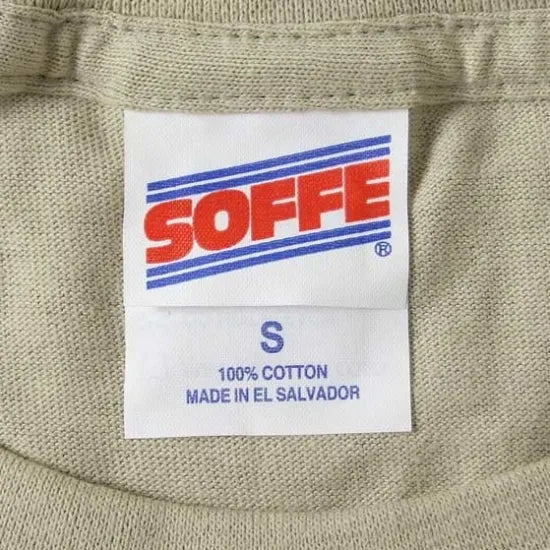 SOFFE
®
S
100% COTTON
MADE IN EL SALVADOR